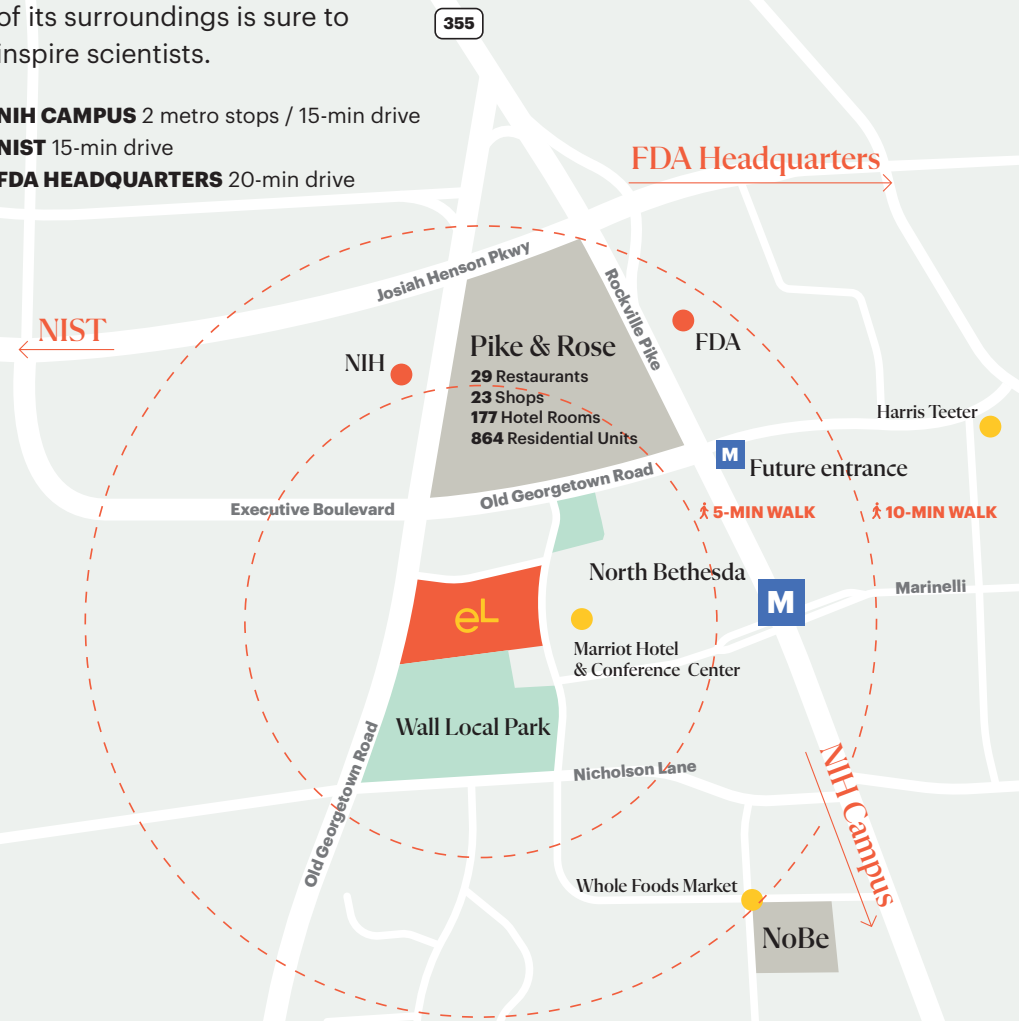 of its surroundings is sure to
inspire scientists.
355
NIH CAMPUS 2 metro stops / 15-min drive
NIST 15-min drive
FDA HEADQUARTERS 20-min drive
FDA Headquarters
Josiah Henson Pkwy
Rockville Pike
NIST
NIH
FDA
Pike & Rose
29 Restaurants
23 Shops
177 Hotel Rooms
864 Residential Units
Harris Teeter
M
Future entrance
Old Georgetown Road
Executive Boulevard
5-MIN WALK
10-MIN WALK
North Bethesda
M
Marinelli
eL
Marriot Hotel
& Conference Center
Wall Local Park
Nicholson Lane
Old Georgetown Road
NIH Campus
Whole Foods Market
NoBe